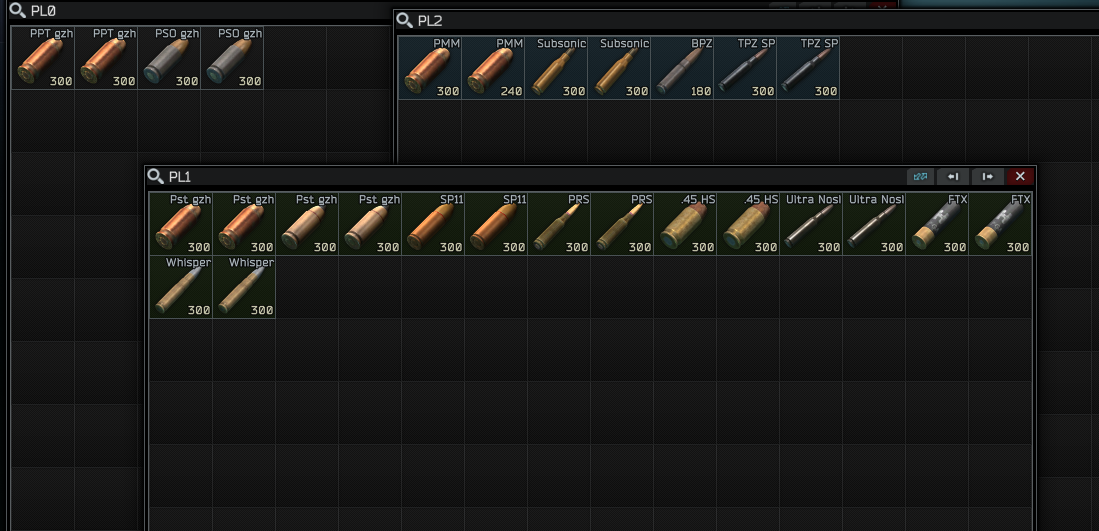 PL0
PPT gzh PPT gzh PSO gzh PSO gzh
300 300 300 300
PL2
PMM PMM Subsonic Subsonic BPZ TPZ SP TPZ SP
300 240 300 300 180 300 300
PL1
Pst gzh Pst gzh Pst gzh Pst gzh SP11 SP11 PRS PRS .45 HS .45 HS Ultra Nosl Ultra Nosl FTX FTX
300 300 300 300 300 300 300 300 300 300 300 300 300 300
Whisper Whisper
300 300